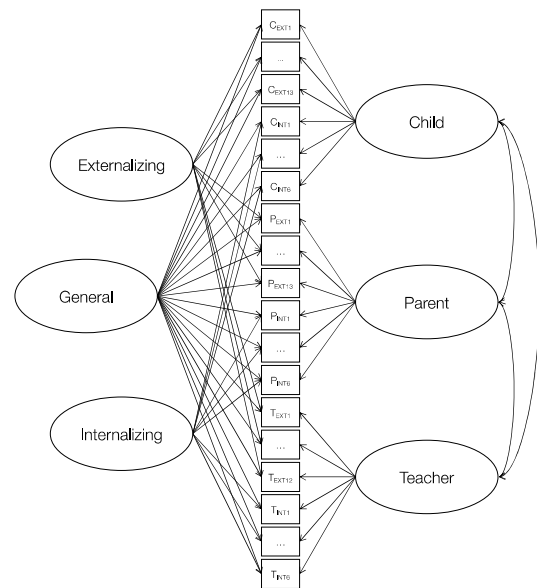 C_EXT1
...
C_EXT13
C_INT1
...
C_INT6
P_EXT1
...
P_EXT13
P_INT1
...
P_INT6
T_EXT1
...
T_EXT12
T_INT1
...
T_INT6
Externalizing
General
Internalizing
Child
Parent
Teacher